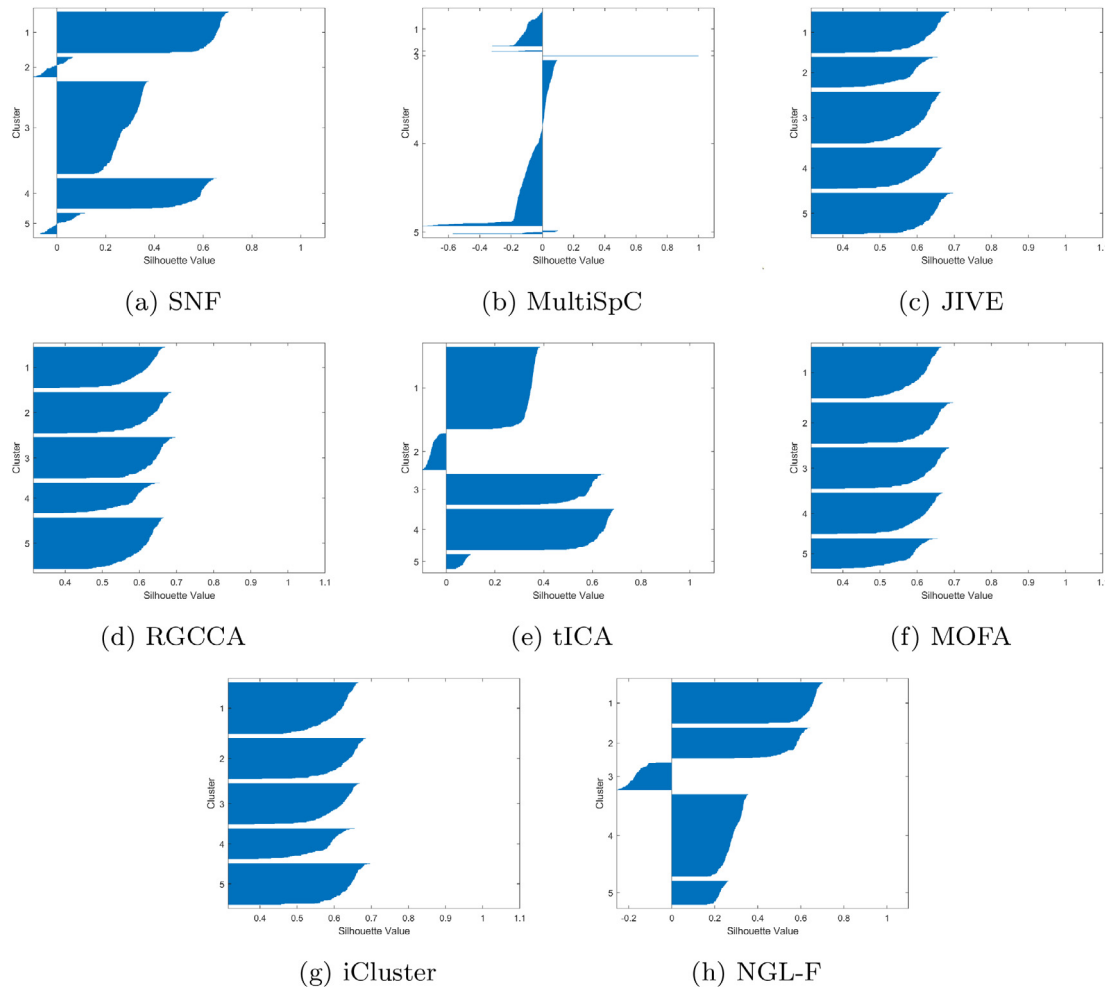 1
2
3
4
5
Cluster
0 0.2 0.4 0.6 0.8 1
Silhouette Value
(a) SNF
1
2
3
4
5
Cluster
-0.6 -0.4 -0.2 0 0.2 0.4 0.6 0.8 1
Silhouette Value
(b) MultiSpC
1
2
3
4
5
Cluster
0.4 0.5 0.6 0.7 0.8 0.9 1 1.
Silhouette Value
(c) JIVE
1
2
3
4
5
Cluster
0.4 0.5 0.6 0.7 0.8 0.9 1 1.1
Silhouette Value
(d) RGCCA
1
2
3
4
5
Cluster
0 0.2 0.4 0.6 0.8 1
Silhouette Value
(e) tICA
1
2
3
4
5
Cluster
0.4 0.5 0.6 0.7 0.8 0.9 1 1.
Silhouette Value
(f) MOFA
1
2
3
4
5
Cluster
0.4 0.5 0.6 0.7 0.8 0.9 1 1.1
Silhouette Value
(g) iCluster
1
2
3
4
5
Cluster
-0.2 0 0.2 0.4 0.6 0.8 1
Silhouette Value
(h) NGL-F